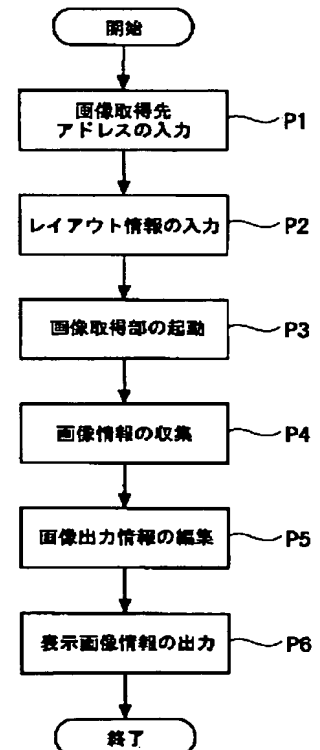 開始
画像取得先
アドレスの入力
P1
レイアウト情報の入力
P2
画像取得部の起動
P3
画像情報の収集
P4
画像出力情報の編集
P5
表示画像情報の出力
P6
終了